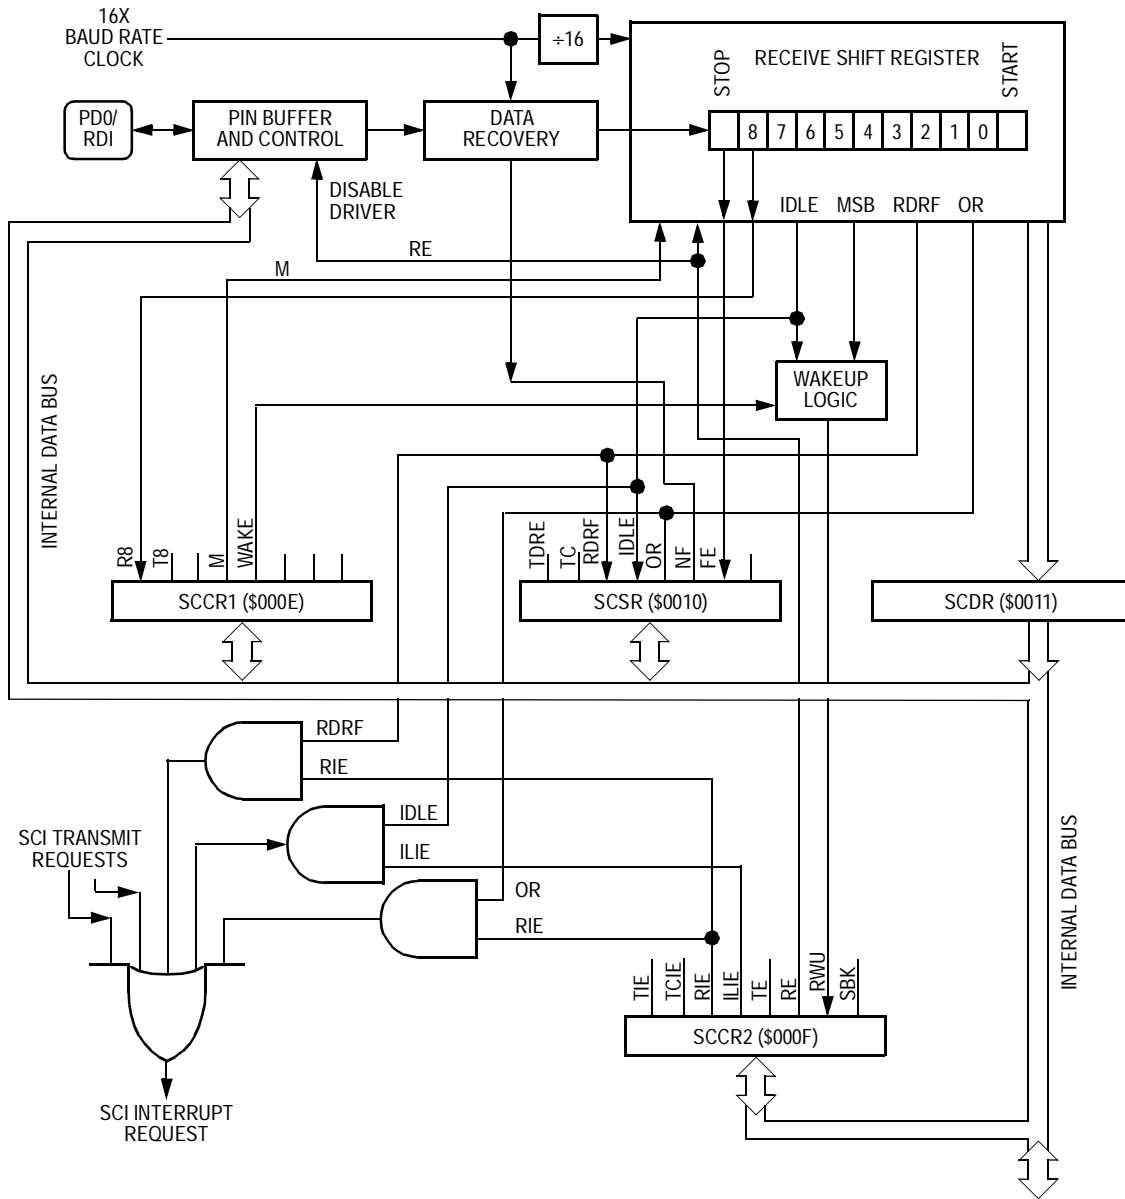 16X
BAUD RATE
CLOCK
÷16
STOP
RECEIVE SHIFT REGISTER
START
PD0/
RDI
PIN BUFFER
AND CONTROL
DATA
RECOVERY
8 7 6 5 4 3 2 1 0
DISABLE
DRIVER
IDLE MSB RDRF OR
RE
M
INTERNAL DATA BUS
WAKEUP
LOGIC
R8
T8
M
WAKE
TDRE
TC
RDRF
IDLE
OR
NF
FE
SCCR1 ($000E)
SCSR ($0010)
SCDR ($0011)
RDRF
RIE
IDLE
ILIE
SCI TRANSMIT
REQUESTS
OR
RIE
INTERNAL DATA BUS
TIE
TCIE
RIE
ILIE
TE
RE
RWU
SBK
SCCR2 ($000F)
SCI INTERRUPT
REQUEST